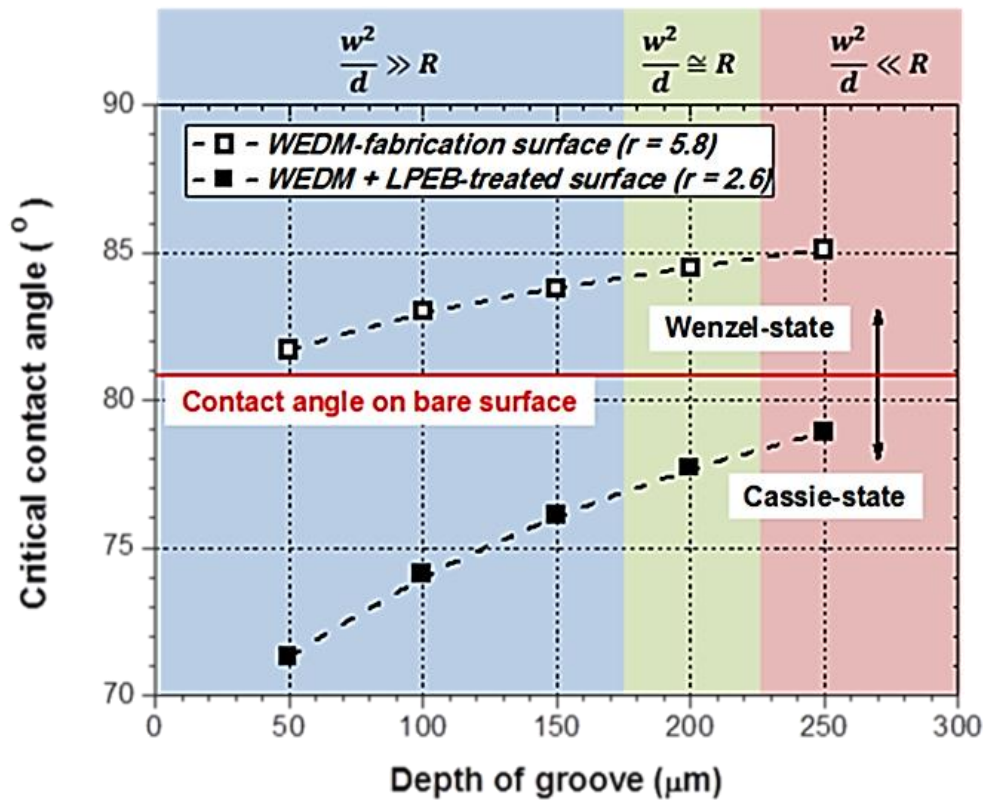 w²/d ≫ R w²/d ≅ R w²/d ≪ R
90
- □ - WEDM-fabrication surface (r = 5.8)
- ■ - WEDM + LPEB-treated surface (r = 2.6)
85
Wenzel-state
80
Contact angle on bare surface
Cassie-state
75
70
0 50 100 150 200 250 300
Depth of groove (μm)
Critical contact angle ( ° )